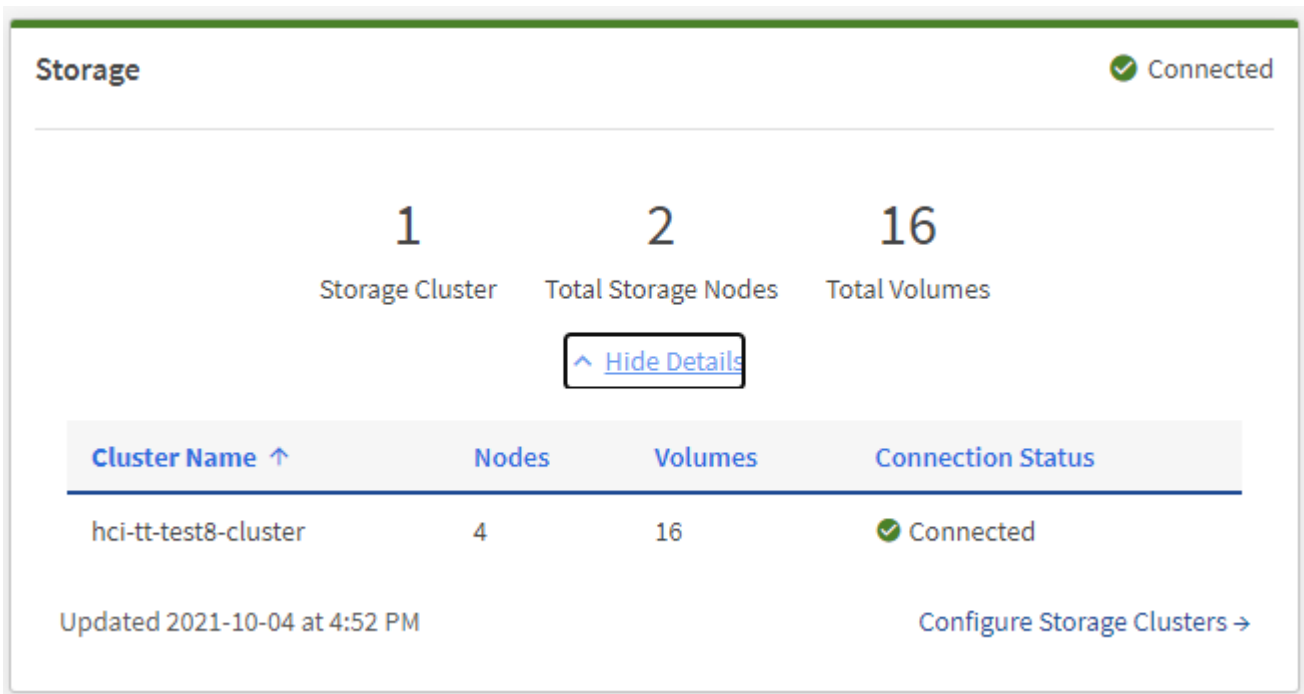 Storage
Connected
1 2 16
Storage Cluster Total Storage Nodes Total Volumes
Hide Details
Cluster Name ↑ Nodes Volumes Connection Status
hci-tt-test8-cluster 4 16 Connected
Updated 2021-10-04 at 4:52 PM
Configure Storage Clusters →